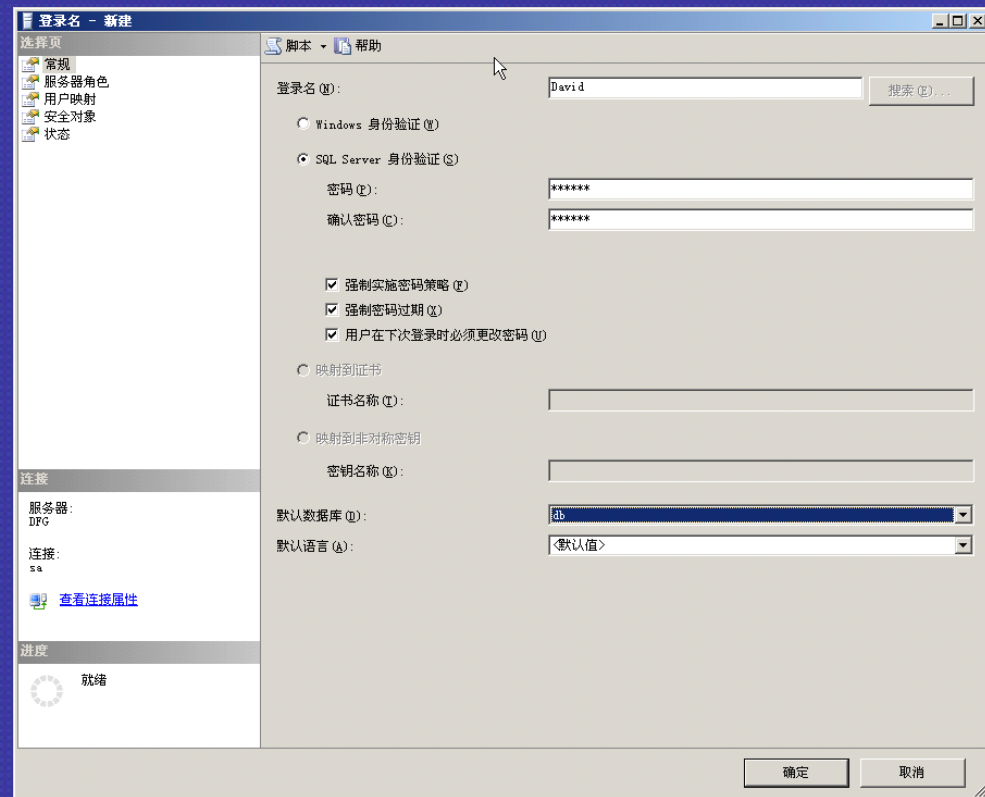 登录名 - 新建
选择页
常规
服务器角色
用户映射
安全对象
状态
脚本 帮助
登录名(N): David 搜索(E)...
Windows 身份验证(W)
SQL Server 身份验证(S)
密码(P): ******
确认密码(C): ******
强制实施密码策略(F)
强制密码过期(X)
用户在下次登录时必须更改密码(U)
映射到证书
证书名称(T):
映射到非对称密钥
密钥名称(K):
默认数据库(D): db
默认语言(A): <默认值>
连接
服务器:
DFG
连接:
sa
查看连接属性
进度
就绪
确定 取消